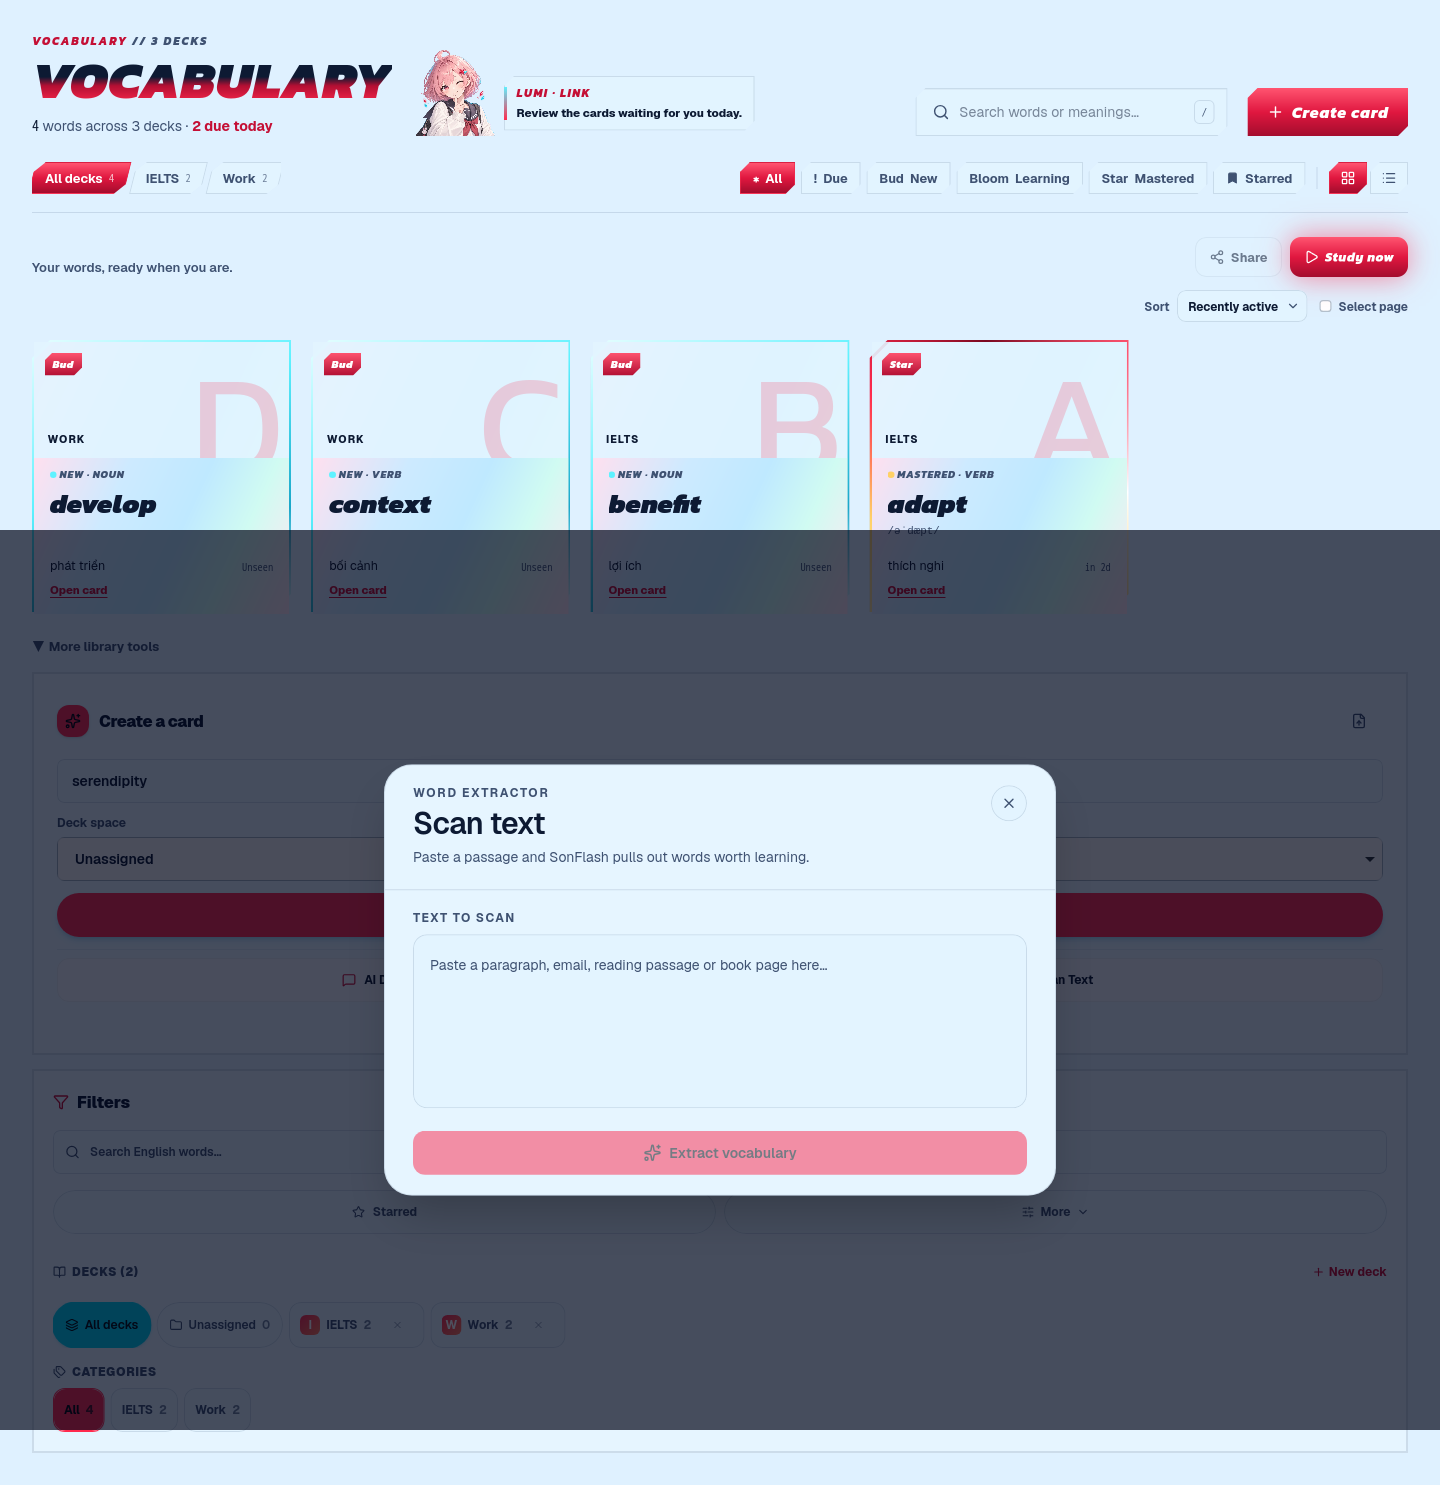 VOCABULARY // 3 DECKS
VOCABULARY
4 words across 3 decks · 2 due today
LUMI · LINK
Review the cards waiting for you today.
Search words or meanings...
/
Create card
All decks 4
IELTS 2
Work 2
All
! Due
Bud New
Bloom Learning
Star Mastered
Starred
Your words, ready when you are.
Share
Study now
Sort
Recently active
Select page
Bud
D
WORK
NEW · NOUN
develop
phát triển
Unseen
Open card
Bud
C
WORK
NEW · VERB
context
bối cảnh
Unseen
Open card
Bud
B
IELTS
NEW · NOUN
benefit
lợi ích
Unseen
Open card
Star
A
IELTS
MASTERED · VERB
adapt
/əˈdæpt/
thích nghi
in 2d
Open card
More library tools
Create a card
serendipity
Deck space
Unassigned
AI D
an Text
WORD EXTRACTOR
Scan text
Paste a passage and SonFlash pulls out words worth learning.
TEXT TO SCAN
Paste a paragraph, email, reading passage or book page here...
Extract vocabulary
Filters
Search English words...
Starred
More
DECKS (2)
New deck
All decks
Unassigned 0
I IELTS 2 ×
W Work 2 ×
CATEGORIES
All 4
IELTS 2
Work 2